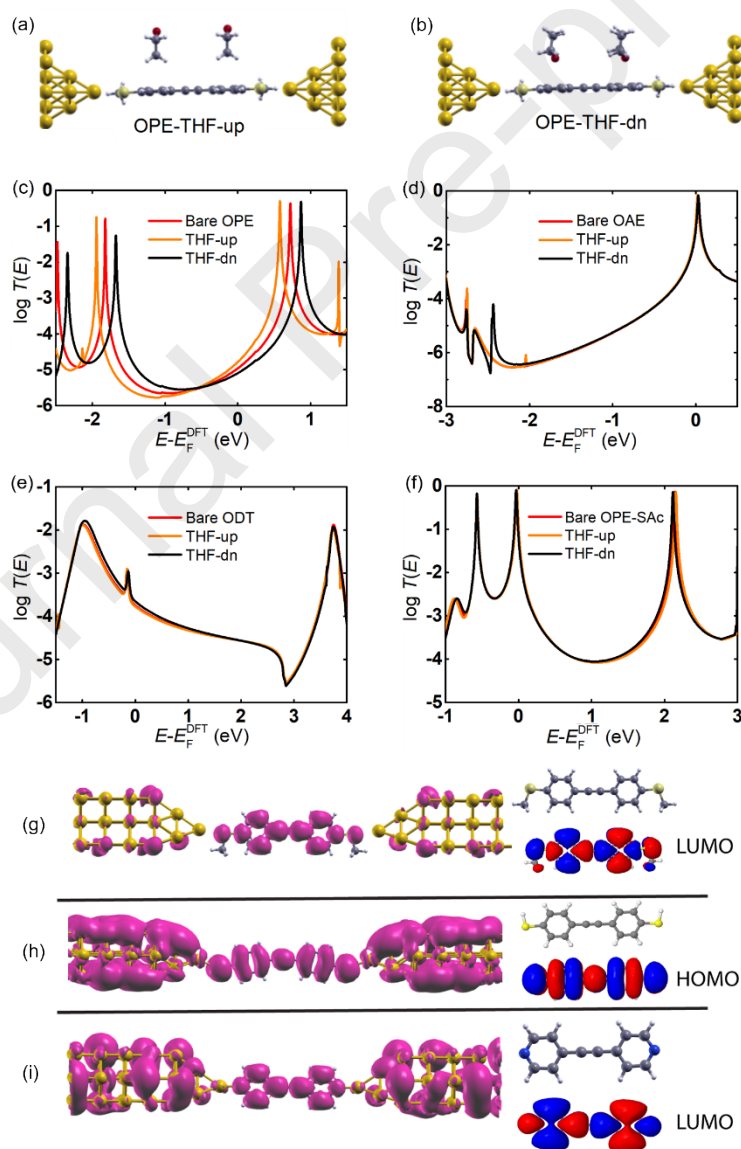 (a)
(b)
OPE-THF-up
OPE-THF-dn
(c)
(d)
log T(E)
-0
-1
-2
-3
-4
-5
-6
-2
-1
0
1
E-E_F^DFT (eV)
Bare OPE
THF-up
THF-dn
log T(E)
0
-2
-4
-6
-8
-3
-2
-1
0
E-E_F^DFT (eV)
Bare OAE
THF-up
THF-dn
(e)
(f)
log T(E)
-1
-2
-3
-4
-5
-6
-1
0
1
2
3
4
E-E_F^DFT (eV)
Bare ODT
THF-up
THF-dn
log T(E)
0
-1
-2
-3
-4
-5
-1
0
1
2
3
E-E_F^DFT (eV)
Bare OPE-SAc
THF-up
THF-dn
(g)
LUMO
(h)
HOMO
(i)
LUMO
Journal Pre-pr